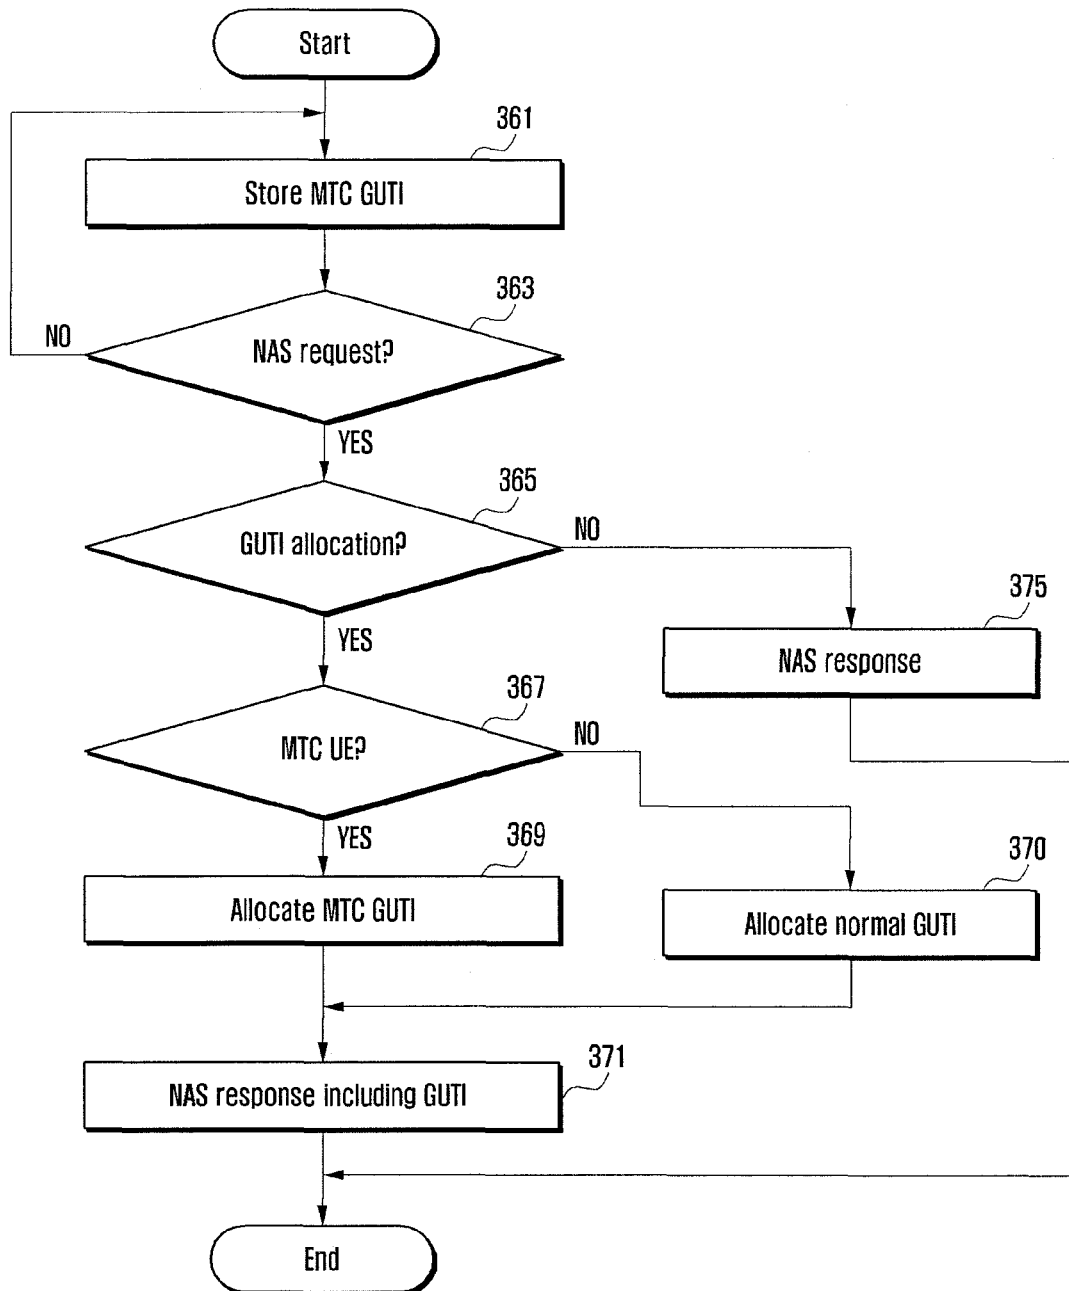 Start
361
Store MTC GUTI
363
NO
NAS request?
YES
365
GUTI allocation?
NO
375
YES
NAS response
367
MTC UE?
NO
YES
369
370
Allocate MTC GUTI
Allocate normal GUTI
371
NAS response including GUTI
End